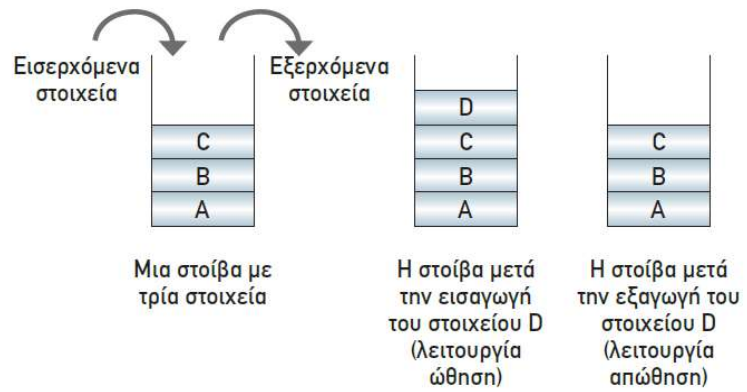 Εισερχόμενα
στοιχεία
Εξερχόμενα
στοιχεία
C
B
A
D
C
B
A
C
B
A
Μια στοίβα με
τρία στοιχεία
Η στοίβα μετά
την εισαγωγή
του στοιχείου D
(λειτουργία
ώθηση)
Η στοίβα μετά
την εξαγωγή του
στοιχείου D
(λειτουργία
απώθηση)